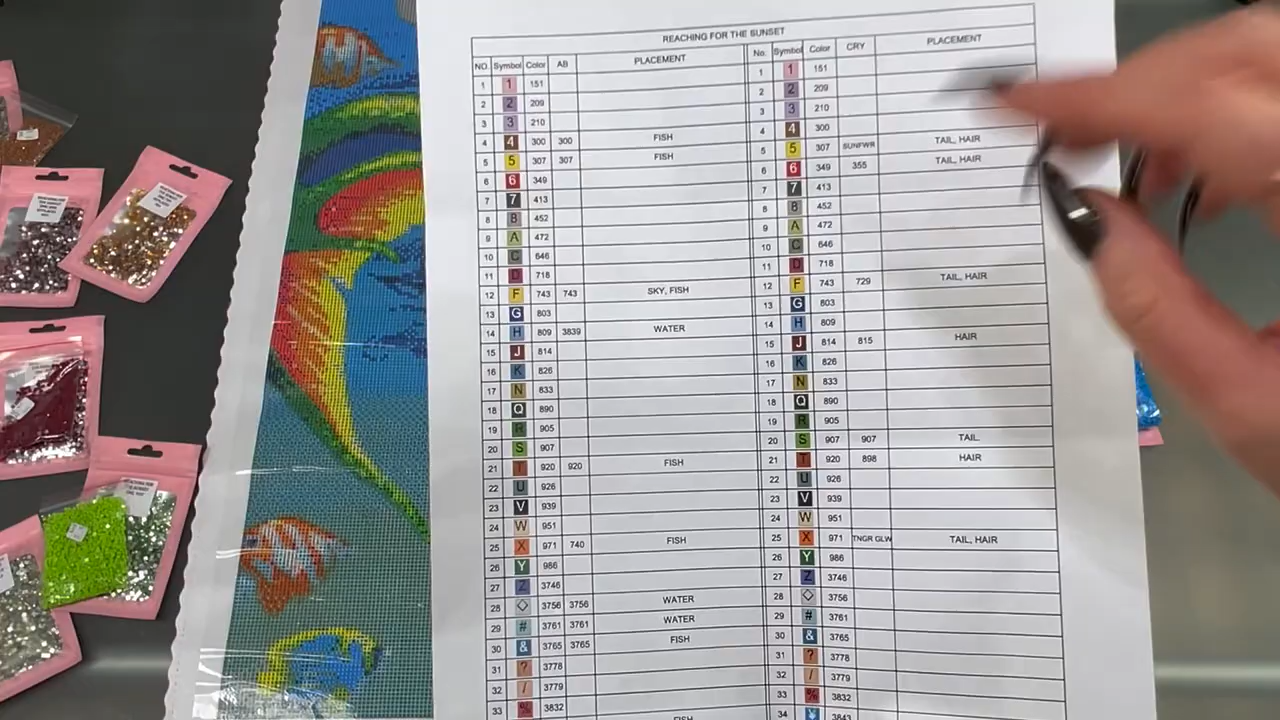 REACHING FOR THE SUNSET
NO. Symbol Color AB PLACEMENT No. Symbol Color CRY PLACEMENT
1 1 151 1 1 151
2 2 209 2 2 209
3 3 210 3 3 210
4 4 300 300 FISH 4 4 300
5 5 307 307 FISH 5 5 307 SUNFWR TAIL, HAIR
6 6 349 6 6 349 355 TAIL, HAIR
7 7 413 7 7 413
8 8 452 8 8 452
9 A 472 9 A 472
10 C 646 10 C 646
11 D 718 11 D 718
12 F 743 743 SKY, FISH 12 F 743 729 TAIL, HAIR
13 G 803 13 G 803
14 H 809 3839 WATER 14 H 809
15 J 814 15 J 814 815 HAIR
16 K 826 16 K 826
17 N 833 17 N 833
18 Q 890 18 Q 890
19 R 905 19 R 905
20 S 907 20 S 907 907 TAIL
21 T 920 920 FISH 21 T 920 898 HAIR
22 U 926 22 U 926
23 V 939 23 V 939
24 W 951 24 W 951
25 X 971 740 FISH 25 X 971 TNGR GLW TAIL, HAIR
26 Y 986 26 Y 986
27 Z 3746 27 Z 3746
28 ◇ 3756 3756 WATER 28 ◇ 3756
29 # 3761 3761 WATER 29 # 3761
30 & 3765 3765 FISH 30 & 3765
31 ? 3778 31 ? 3778
32 / 3779 32 / 3779
33 % 3832 33 % 3832
FISH 34 3843